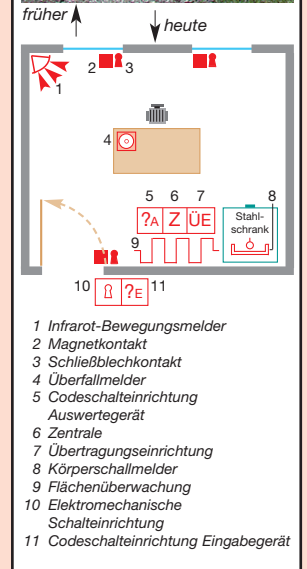 früher
heute
2
3
1
4
5 6 7
8
?A Z ÜE
Stahl-
schrank
9
10
?E
11
1 Infrarot-Bewegungsmelder
2 Magnetkontakt
3 Schließblechkontakt
4 Überfallmelder
5 Codeschalteinrichtung
Auswertegerät
6 Zentrale
7 Übertragungseinrichtung
8 Körperschallmelder
9 Flächenüberwachung
10 Elektromechanische
Schalteinrichtung
11 Codeschalteinrichtung Eingabegerät